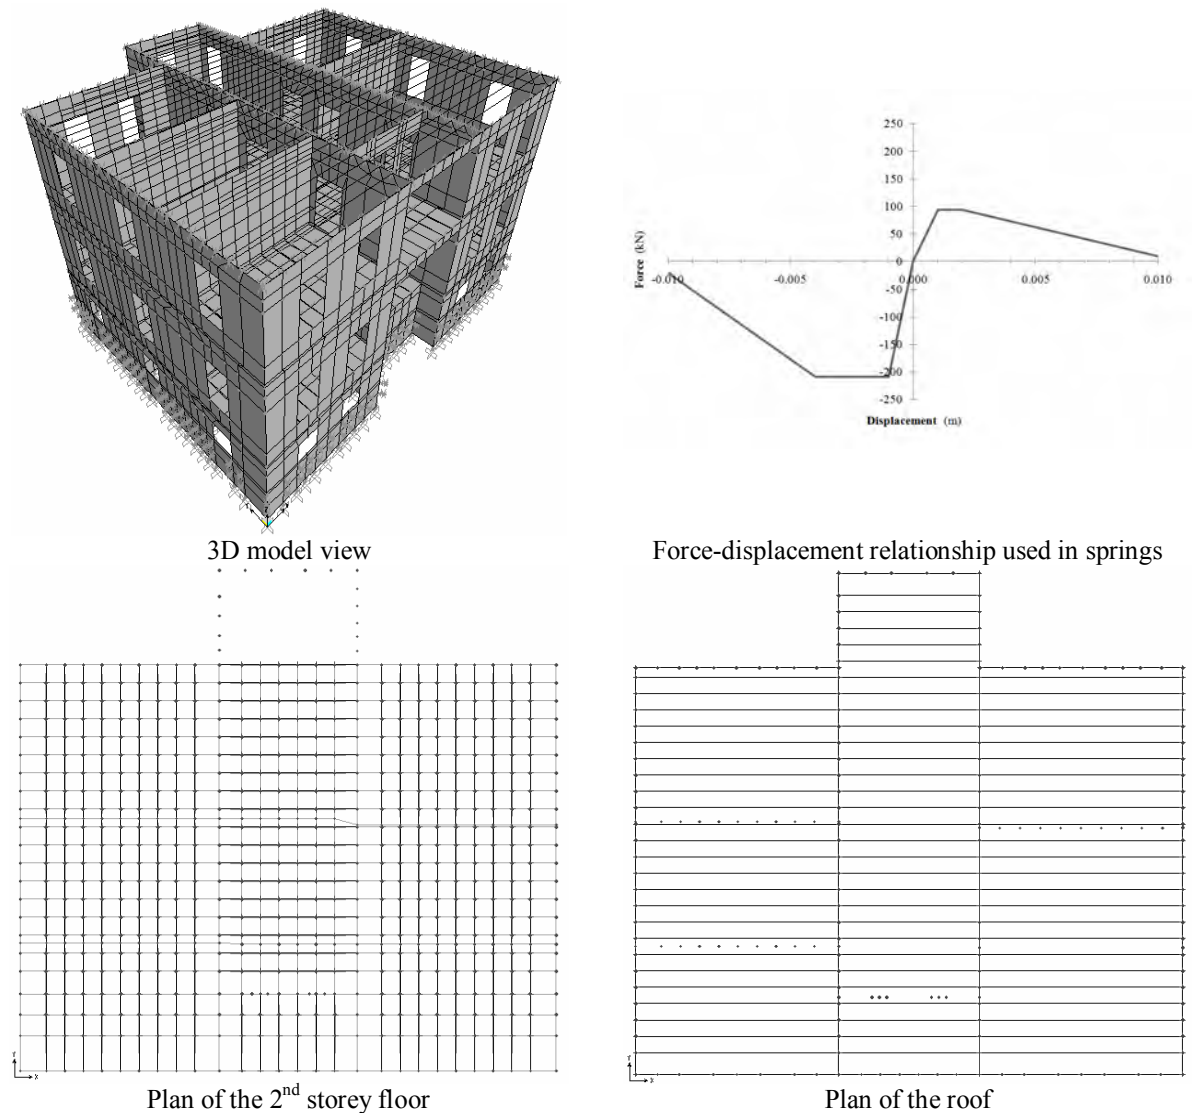 250
200
150
100
50
0
-50
-100
-150
-200
-250
-0.010
-0.005
0.000
0.005
0.010
Force (kN)
Displacement (m)
3D model view
Force-displacement relationship used in springs
Y
X
Plan of the 2nd storey floor
Y
X
Plan of the roof